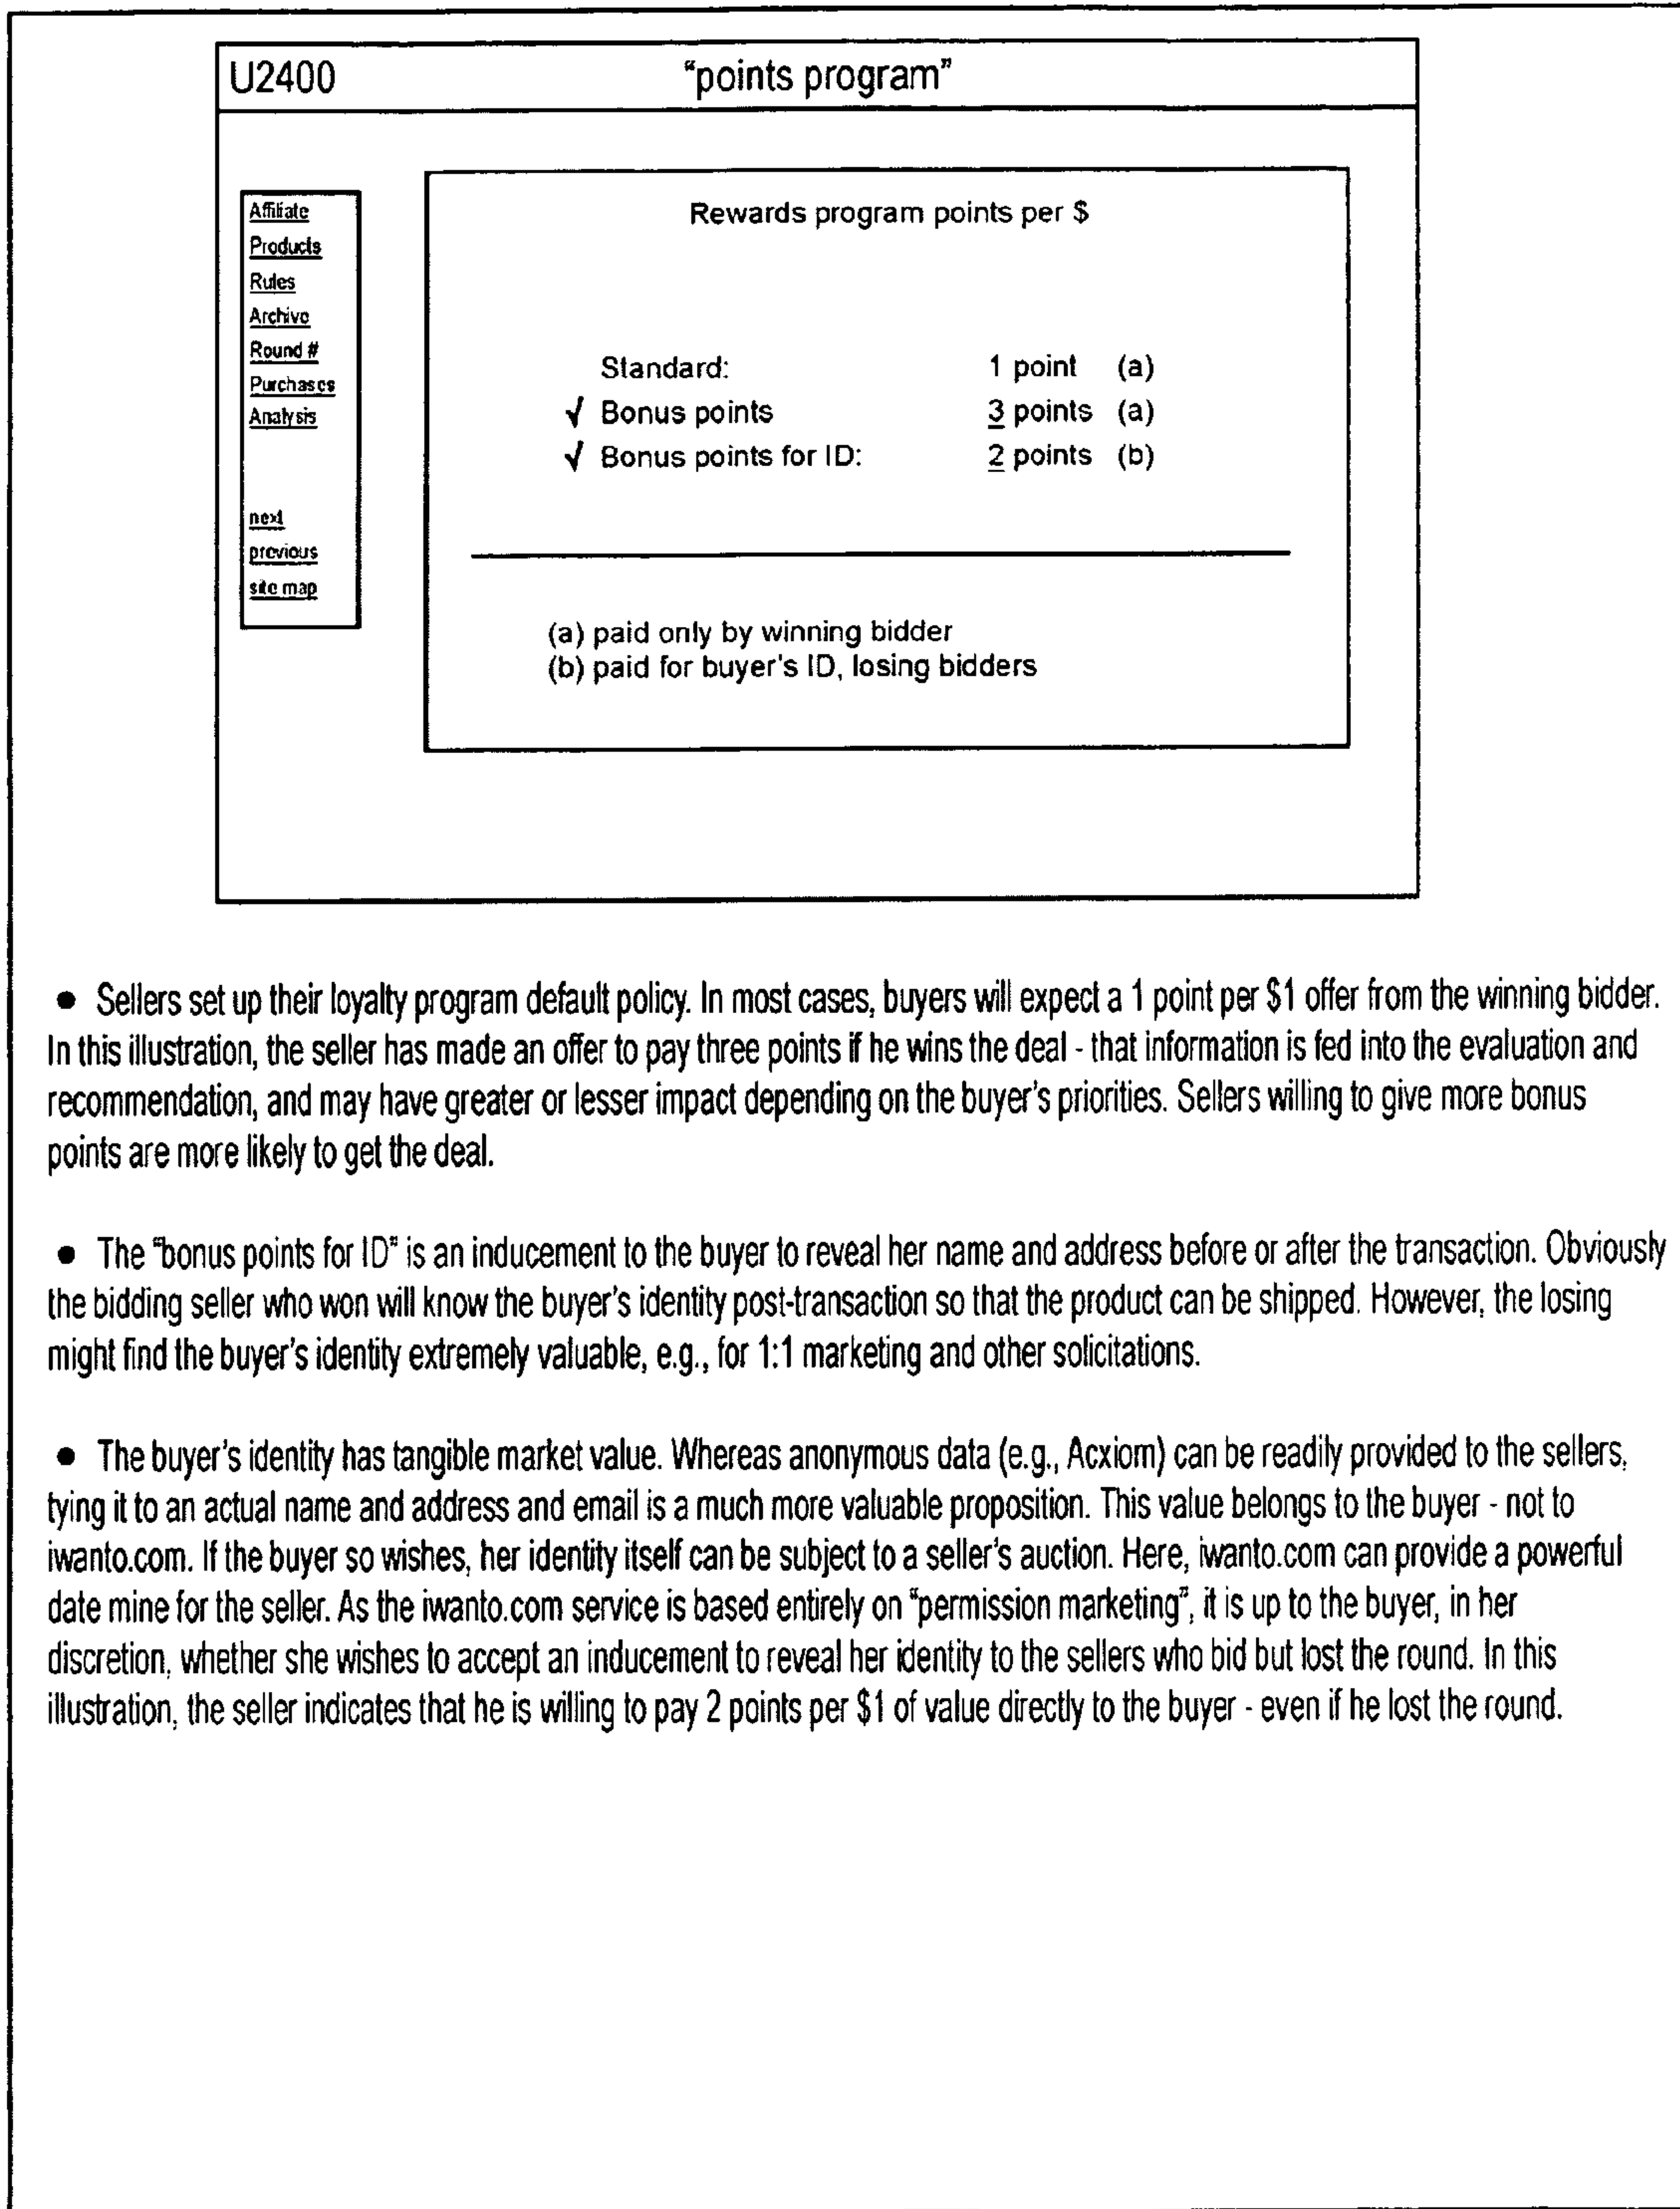 U2400 "points program"
Affiliate
Products
Rules
Archive
Round #
Purchases
Analysis
next
previous
site map
Rewards program points per $
Standard: 1 point (a)
√ Bonus points 3 points (a)
√ Bonus points for ID: 2 points (b)
(a) paid only by winning bidder
(b) paid for buyer's ID, losing bidders
● Sellers set up their loyalty program default policy. In most cases, buyers will expect a 1 point per $1 offer from the winning bidder.
In this illustration, the seller has made an offer to pay three points if he wins the deal - that information is fed into the evaluation and
recommendation, and may have greater or lesser impact depending on the buyer's priorities. Sellers willing to give more bonus
points are more likely to get the deal.
● The "bonus points for ID" is an inducement to the buyer to reveal her name and address before or after the transaction. Obviously
the bidding seller who won will know the buyer's identity post-transaction so that the product can be shipped. However, the losing
might find the buyer's identity extremely valuable, e.g., for 1:1 marketing and other solicitations.
● The buyer's identity has tangible market value. Whereas anonymous data (e.g., Acxiom) can be readily provided to the sellers,
tying it to an actual name and address and email is a much more valuable proposition. This value belongs to the buyer - not to
iwanto.com. If the buyer so wishes, her identity itself can be subject to a seller's auction. Here, iwanto.com can provide a powerful
date mine for the seller. As the iwanto.com service is based entirely on "permission marketing", it is up to the buyer, in her
discretion, whether she wishes to accept an inducement to reveal her identity to the sellers who bid but lost the round. In this
illustration, the seller indicates that he is willing to pay 2 points per $1 of value directly to the buyer - even if he lost the round.